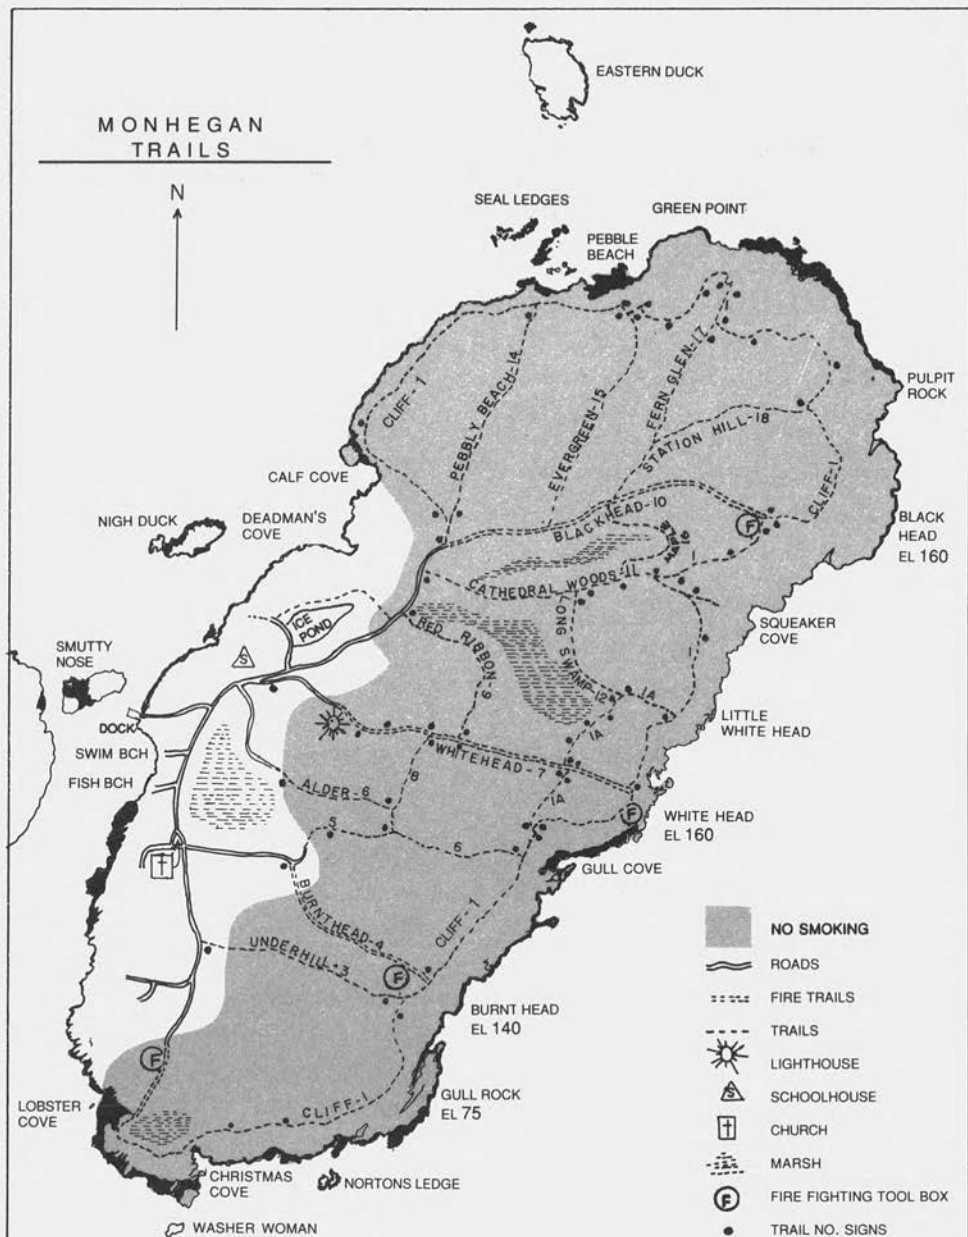 MONHEGAN
TRAILS
N
EASTERN DUCK
SEAL LEDGES
GREEN POINT
PEBBLE
BEACH
PULPIT
ROCK
CLIFF-1
PEBBLY BEACH-14
EVERGREEN-15
FERN GLEN-17
STATION HILL-18
CLIFF-1
CALF COVE
BLACKHEAD-10
F
BLACK
HEAD
EL 160
NIGH DUCK
DEADMAN'S
COVE
CATHEDRAL WOODS-11
1
SQUEAKER
COVE
ICE
POND
RED RIBBON-9
LONG SWAMP-12
1
SMUTTY
NOSE
S
1A
LITTLE
WHITE HEAD
DOCK
1A
SWIM BCH
WHITEHEAD-7
FISH BCH
8
ALDER-6
1A
F
WHITE HEAD
EL 160
5
6
GULL COVE
BURNTHEAD-4
CLIFF-1
UNDERHILL-3
F
BURNT HEAD
EL 140
F
LOBSTER
COVE
CLIFF-1
GULL ROCK
EL 75
CHRISTMAS
COVE
NORTONS LEDGE
WASHER WOMAN
NO SMOKING
ROADS
FIRE TRAILS
TRAILS
LIGHTHOUSE
S
SCHOOLHOUSE
CHURCH
MARSH
F
FIRE FIGHTING TOOL BOX
TRAIL NO. SIGNS